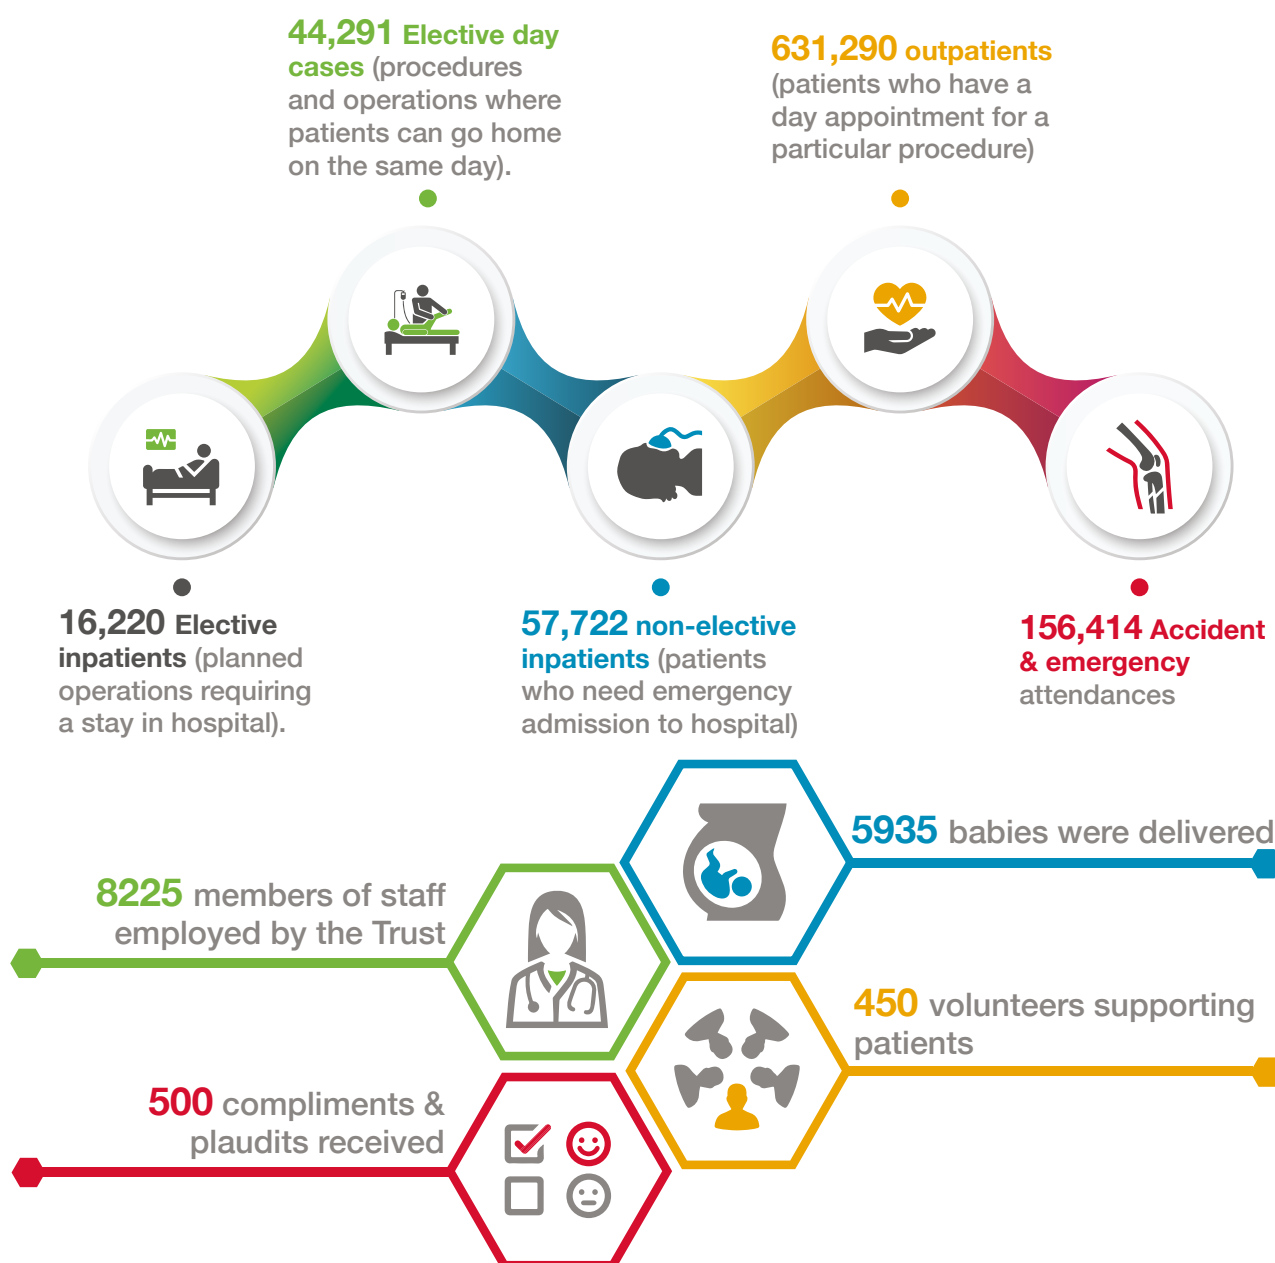 44,291 Elective day
cases (procedures
and operations where
patients can go home
on the same day).
631,290 outpatients
(patients who have a
day appointment for a
particular procedure)
16,220 Elective
inpatients (planned
operations requiring
a stay in hospital).
57,722 non-elective
inpatients (patients
who need emergency
admission to hospital)
156,414 Accident
& emergency
attendances
5935 babies were delivered
8225 members of staff
employed by the Trust
450 volunteers supporting
patients
500 compliments &
plaudits received